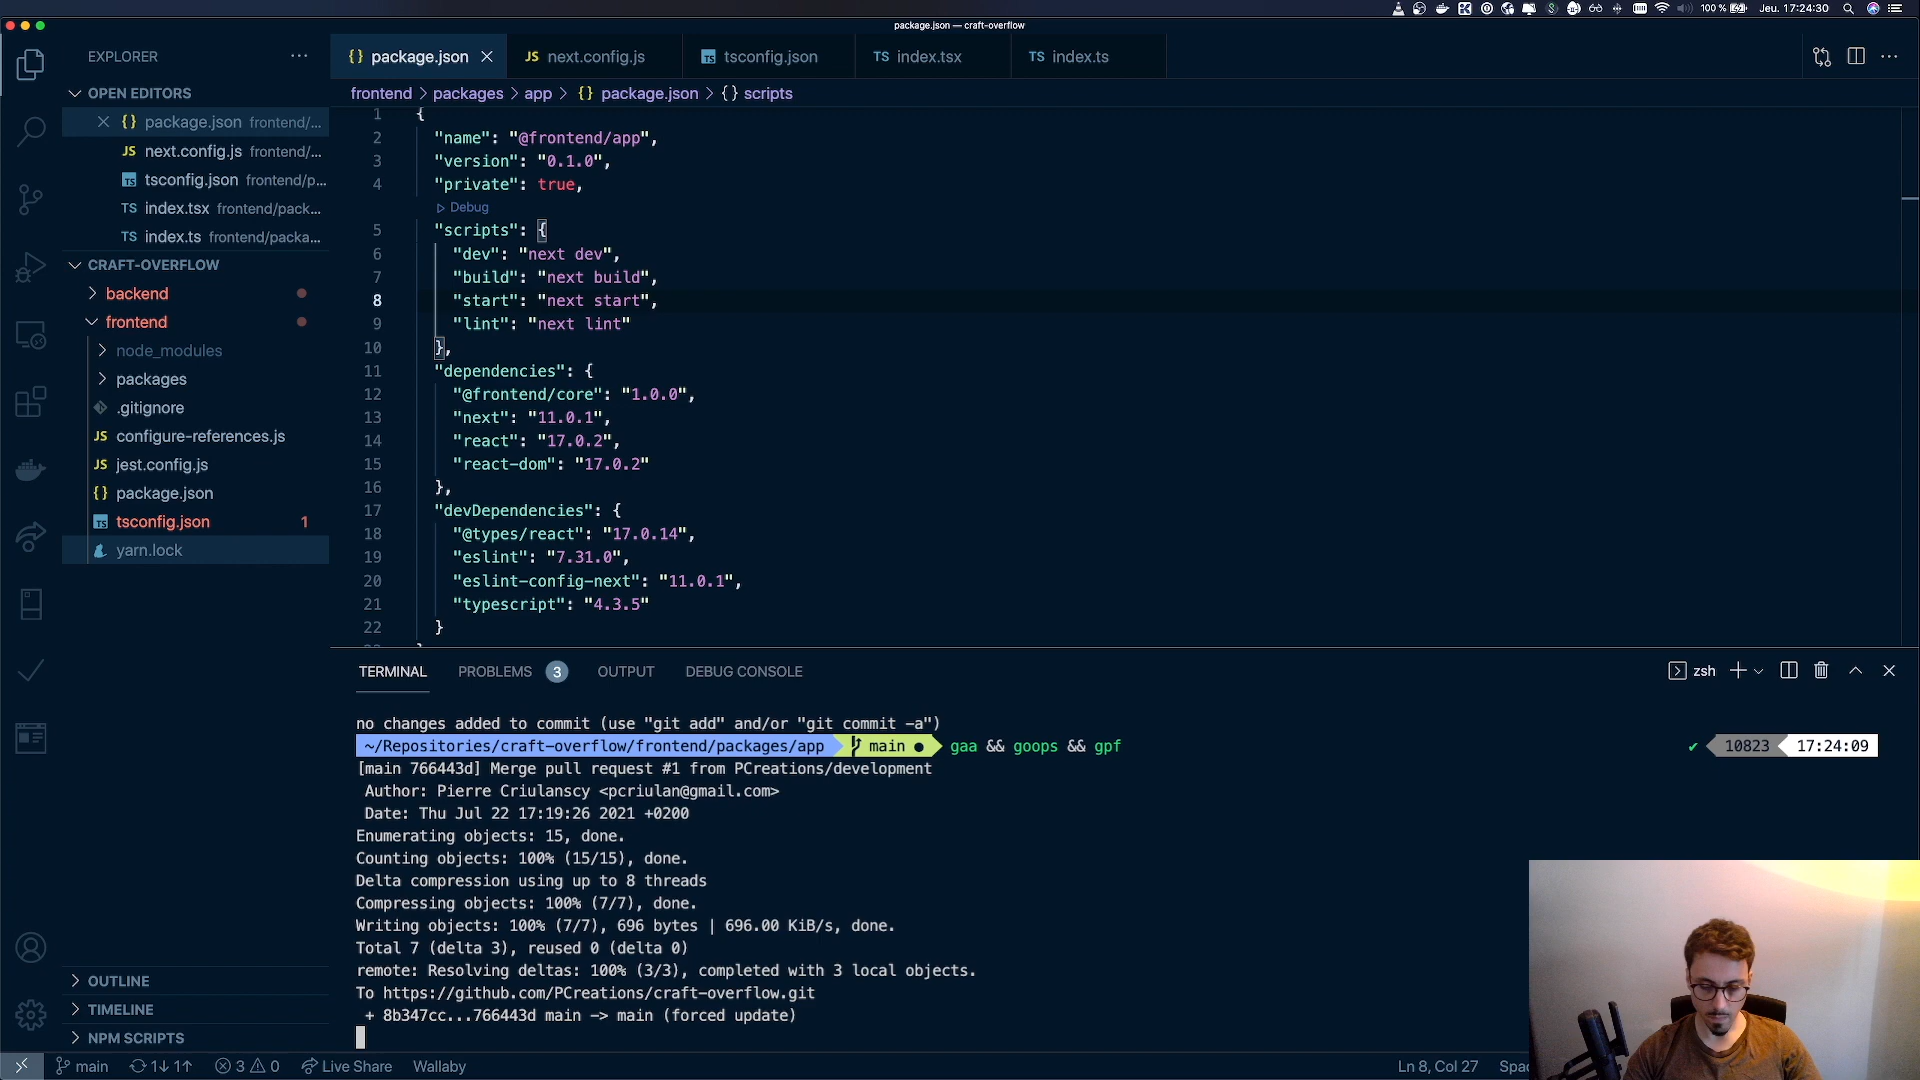 100 %
Jeu. 17:24:30
package.json — craft-overflow
EXPLORER
OPEN EDITORS
{} package.json frontend/...
JS next.config.js frontend/...
TS tsconfig.json frontend/p...
TS index.tsx frontend/pack...
TS index.ts frontend/packa...
CRAFT-OVERFLOW
backend
frontend
node_modules
packages
.gitignore
JS configure-references.js
JS jest.config.js
{} package.json
TS tsconfig.json 1
yarn.lock
OUTLINE
TIMELINE
NPM SCRIPTS
{} package.json
JS next.config.js
TS tsconfig.json
TS index.tsx
TS index.ts
frontend > packages > app > {} package.json > {} scripts
1 {
2 "name": "@frontend/app",
3 "version": "0.1.0",
4 "private": true,
Debug
5 "scripts": {
6 "dev": "next dev",
7 "build": "next build",
8 "start": "next start",
9 "lint": "next lint"
10 },
11 "dependencies": {
12 "@frontend/core": "1.0.0",
13 "next": "11.0.1",
14 "react": "17.0.2",
15 "react-dom": "17.0.2"
16 },
17 "devDependencies": {
18 "@types/react": "17.0.14",
19 "eslint": "7.31.0",
20 "eslint-config-next": "11.0.1",
21 "typescript": "4.3.5"
22 }
TERMINAL PROBLEMS 3 OUTPUT DEBUG CONSOLE
zsh
no changes added to commit (use "git add" and/or "git commit -a")
~/Repositories/craft-overflow/frontend/packages/app main ● gaa && goops && gpf ✔ 10823 17:24:09
[main 766443d] Merge pull request #1 from PCreations/development
Author: Pierre Criulanscy <pcriulan@gmail.com>
Date: Thu Jul 22 17:19:26 2021 +0200
Enumerating objects: 15, done.
Counting objects: 100% (15/15), done.
Delta compression using up to 8 threads
Compressing objects: 100% (7/7), done.
Writing objects: 100% (7/7), 696 bytes | 696.00 KiB/s, done.
Total 7 (delta 3), reused 0 (delta 0)
remote: Resolving deltas: 100% (3/3), completed with 3 local objects.
To https://github.com/PCreations/craft-overflow.git
+ 8b347cc...766443d main -> main (forced update)
main 1↓ 1↑ 3 0 Live Share Wallaby
Ln 8, Col 27 Spac